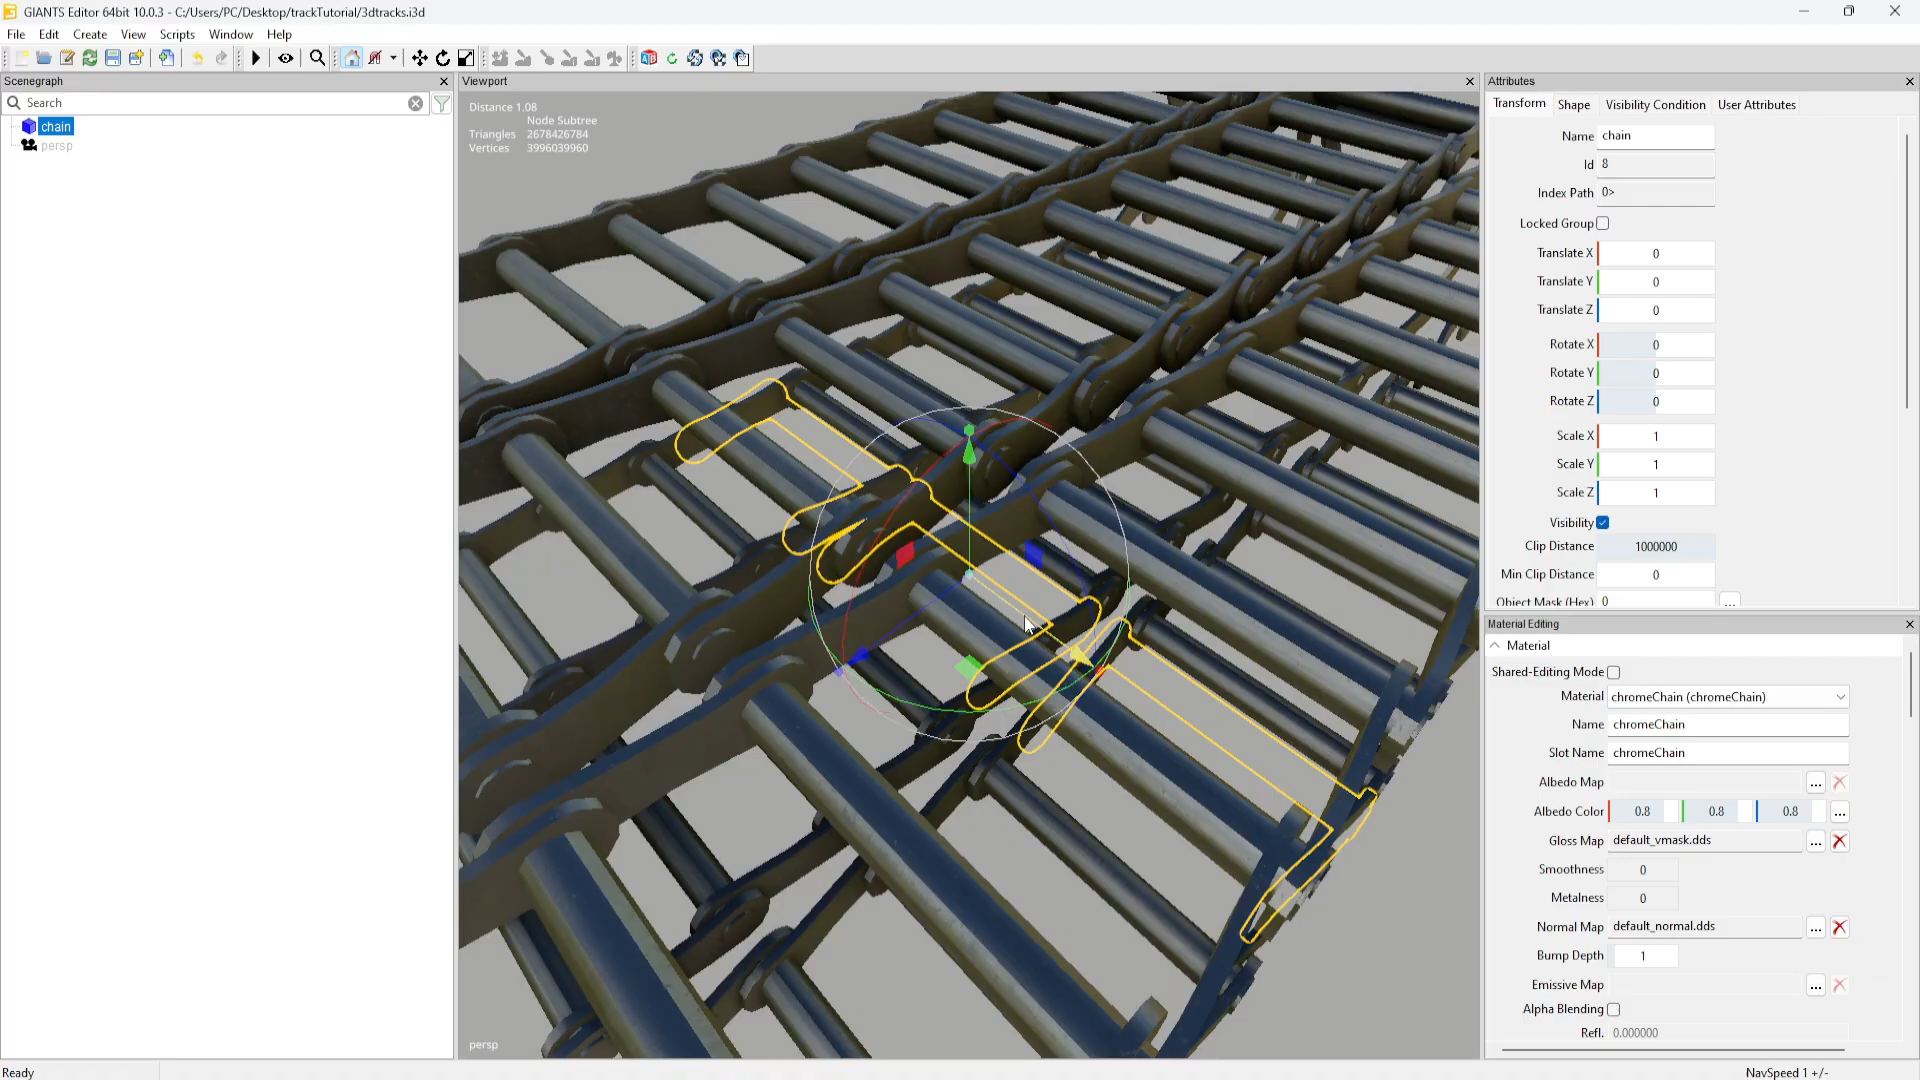 GIANTS Editor 64bit 10.0.3 - C:/Users/PC/Desktop/trackTutorial/3dtracks.i3d
File Edit Create View Scripts Window Help
Scenegraph
Search
chain
persp
Viewport
Distance 1.08
Node Subtree
Triangles 2678426784
Vertices 3996039960
persp
Attributes
Transform Shape Visibility Condition User Attributes
Name chain
Id 8
Index Path 0>
Locked Group
Translate X 0
Translate Y 0
Translate Z 0
Rotate X 0
Rotate Y 0
Rotate Z 0
Scale X 1
Scale Y 1
Scale Z 1
Visibility
Clip Distance 1000000
Min Clip Distance 0
Object Mask (Hex) 0 ...
Material Editing
Material
Shared-Editing Mode
Material chromeChain (chromeChain)
Name chromeChain
Slot Name chromeChain
Albedo Map ...
Albedo Color 0.8 0.8 0.8 ...
Gloss Map default_vmask.dds ...
Smoothness 0
Metalness 0
Normal Map default_normal.dds ...
Bump Depth 1
Emissive Map ...
Alpha Blending
Refl. 0.000000
Ready
NavSpeed 1 +/-